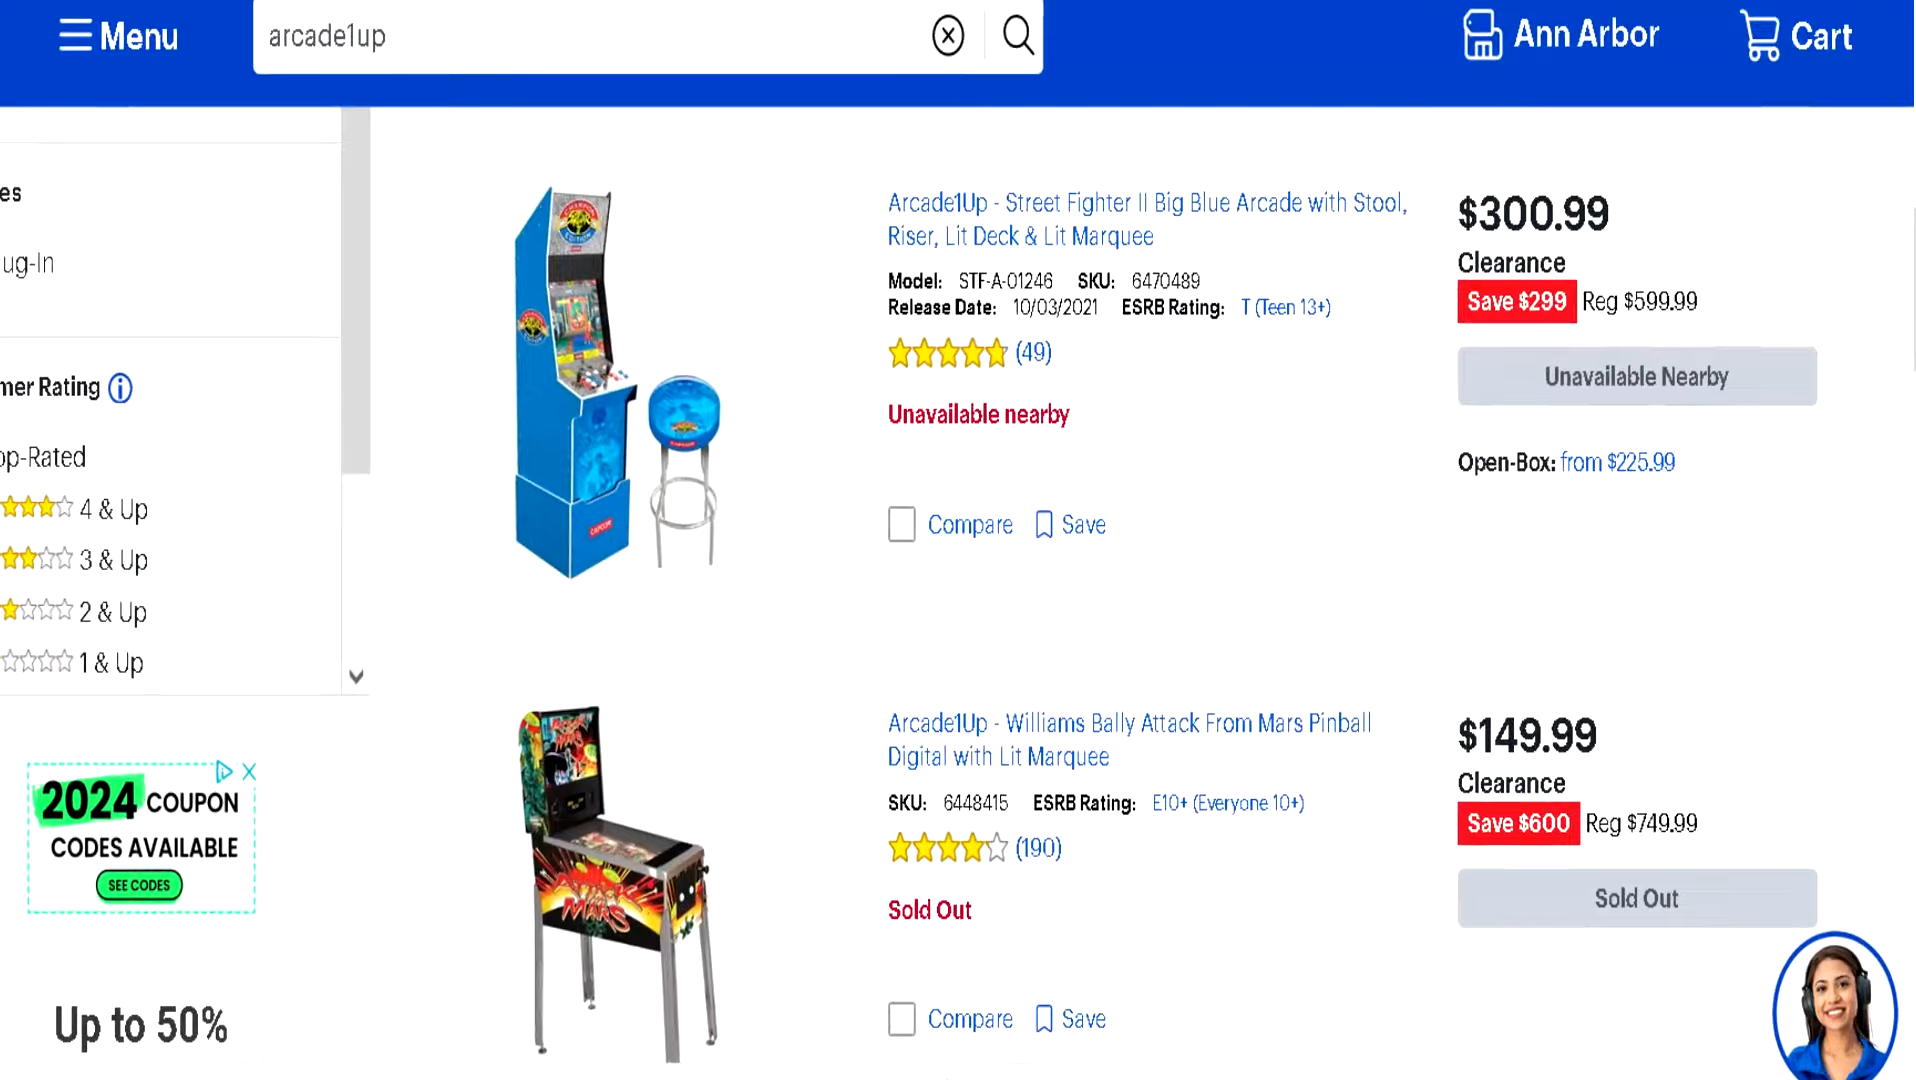 Menu
arcade1up
Ann Arbor
Cart
es
ug-In
mer Rating
op-Rated
4 & Up
3 & Up
2 & Up
1 & Up
Arcade1Up - Street Fighter II Big Blue Arcade with Stool,
Riser, Lit Deck & Lit Marquee
Model: STF-A-01246 SKU: 6470489
Release Date: 10/03/2021 ESRB Rating: T (Teen 13+)
(49)
Unavailable nearby
Compare Save
$300.99
Clearance
Save $299 Reg $599.99
Unavailable Nearby
Open-Box: from $225.99
CAPCOM
2024 COUPON
CODES AVAILABLE
SEE CODES
Up to 50%
ATTACK
MARS
Arcade1Up - Williams Bally Attack From Mars Pinball
Digital with Lit Marquee
SKU: 6448415 ESRB Rating: E10+ (Everyone 10+)
(190)
Sold Out
Compare Save
$149.99
Clearance
Save $600 Reg $749.99
Sold Out